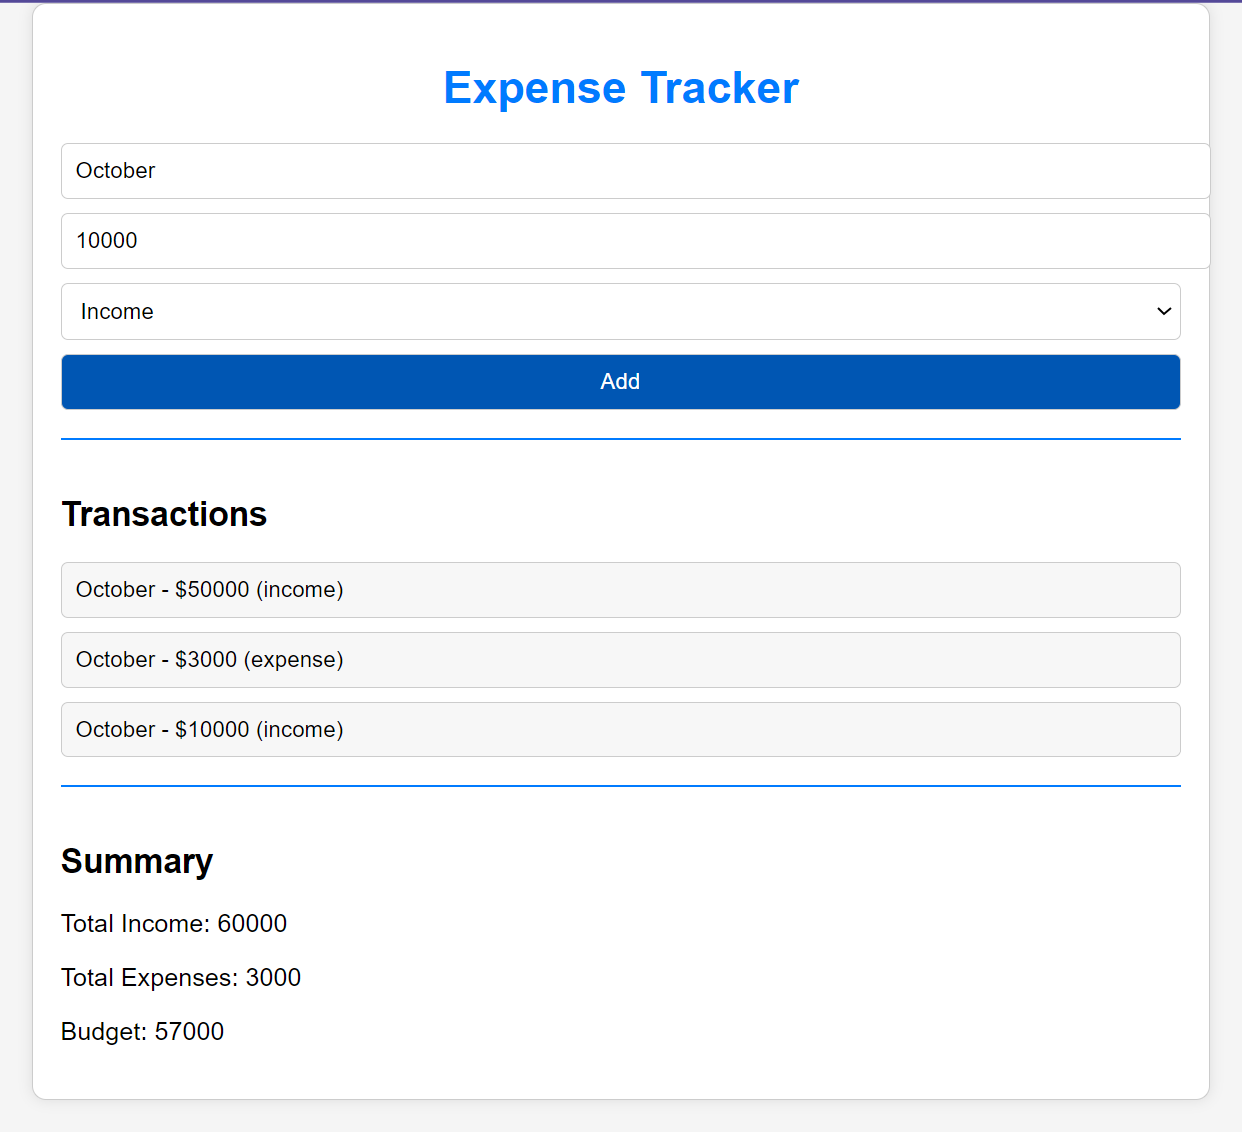 Expense Tracker
October
10000
Income
Add
Transactions
October - $50000 (income)
October - $3000 (expense)
October - $10000 (income)
Summary
Total Income: 60000
Total Expenses: 3000
Budget: 57000